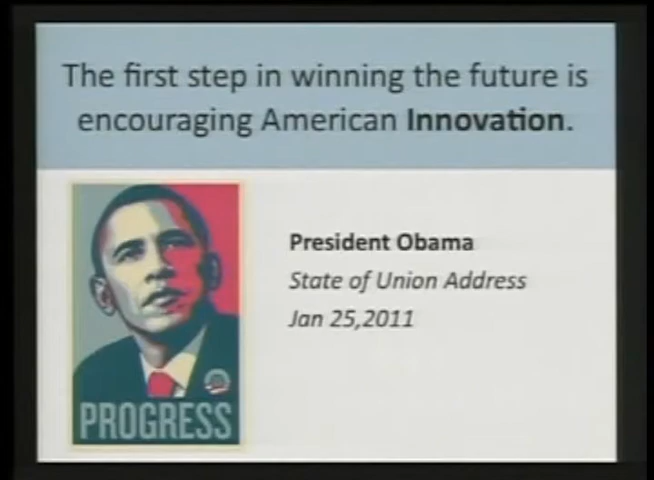 The first step in winning the future is
encouraging American Innovation.
PROGRESS
President Obama
State of Union Address
Jan 25,2011